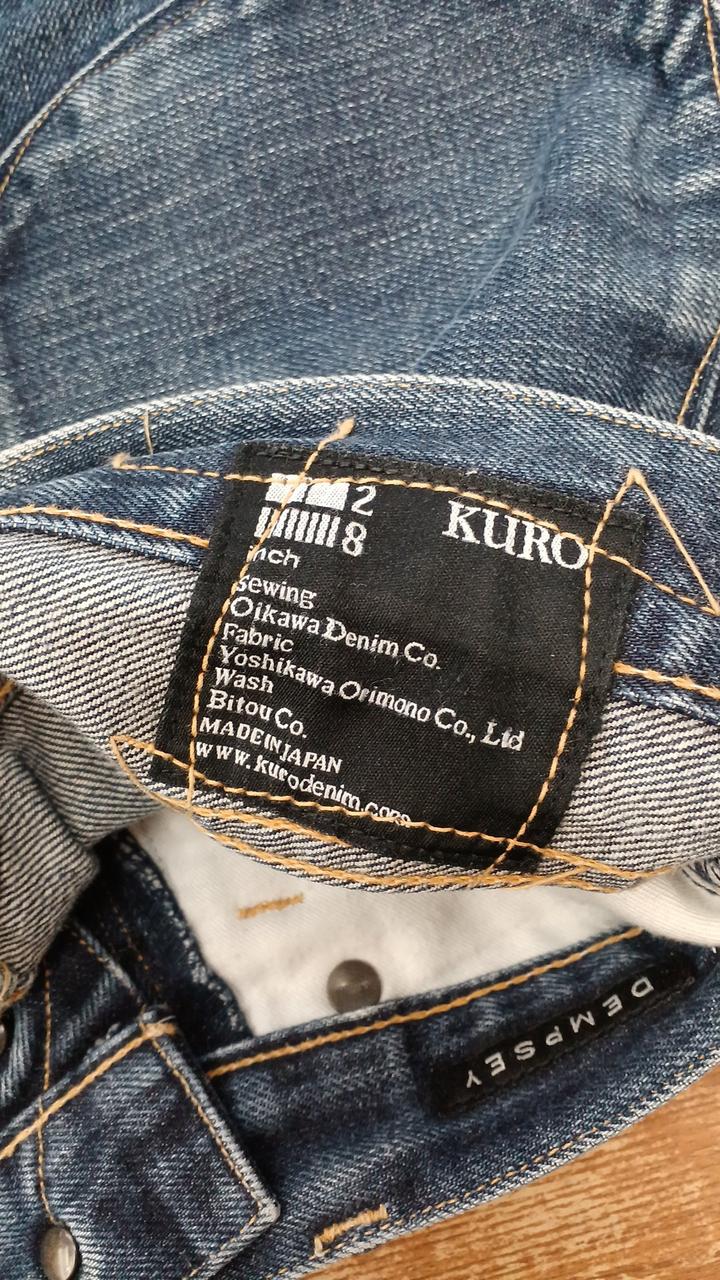 2
8
inch
KURO
Sewing
Oikawa Denim Co.
Fabric
Yoshikawa Orimono Co., Ltd
Wash
Bitou Co.
MADE IN JAPAN
www.kurodenim.com
DEMPSEY